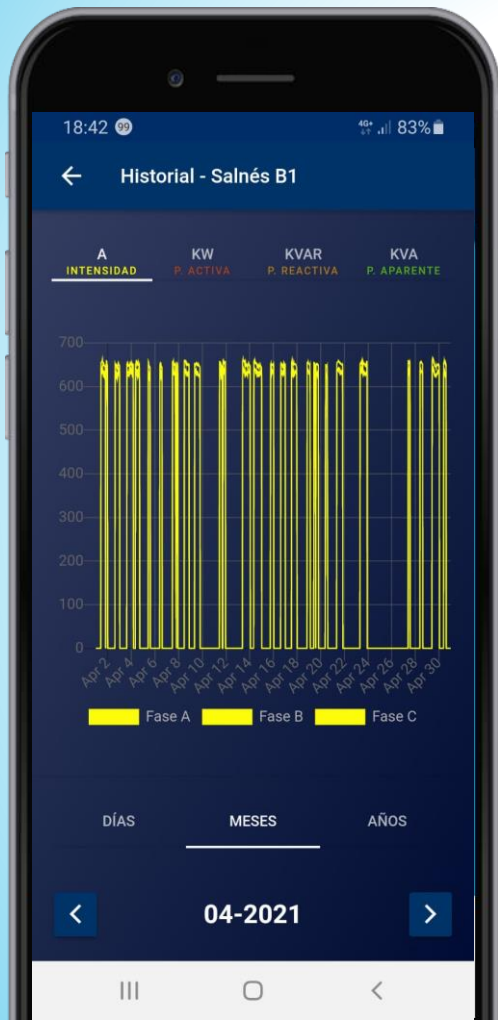 18:42 99 4G+ 83%
Historial - Salnés B1
A KW KVAR KVA
INTENSIDAD P. ACTIVA P. REACTIVA P. APARENTE
700
600
500
400
300
200
100
0
Apr 2 Apr 4 Apr 6 Apr 8 Apr 10 Apr 12 Apr 14 Apr 16 Apr 18 Apr 20 Apr 22 Apr 24 Apr 26 Apr 28 Apr 30
Fase A Fase B Fase C
DÍAS MESES AÑOS
04-2021